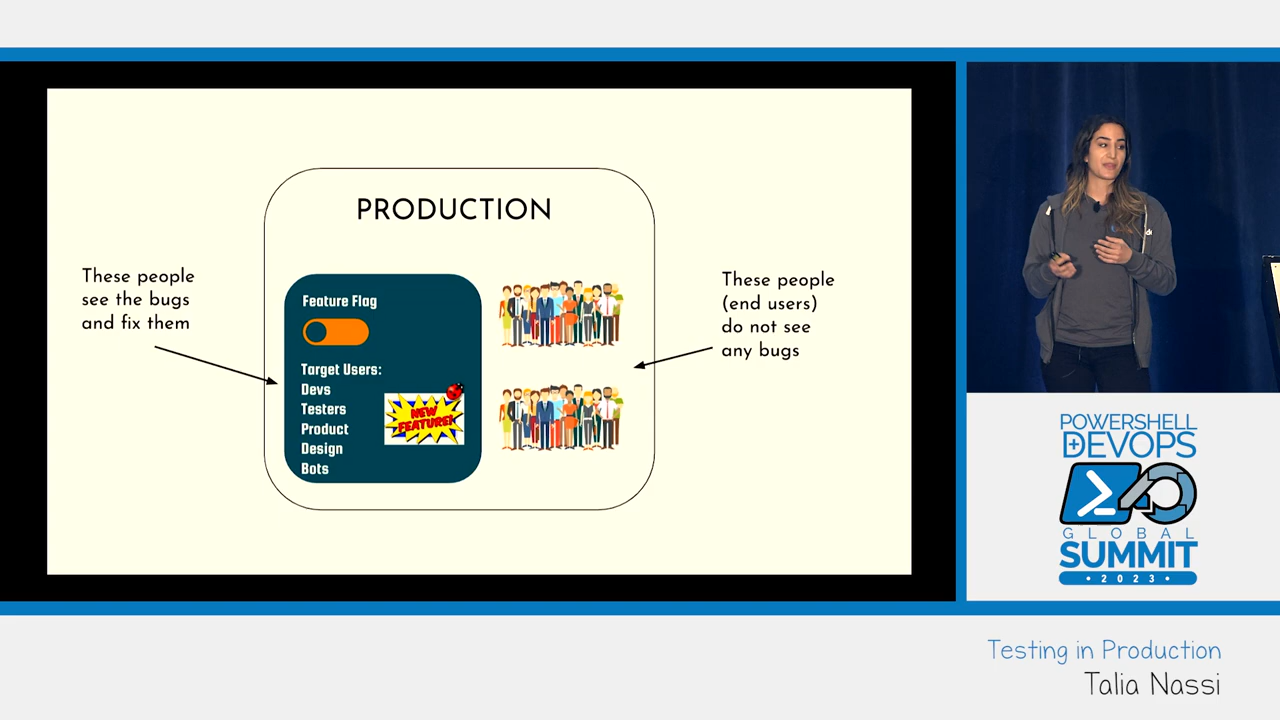 PRODUCTION
These people
see the bugs
and fix them
Feature Flag
Target Users:
Devs
Testers
Product
Design
Bots
NEW
FEATURE!
These people
(end users)
do not see
any bugs
POWERSHELL
DEVOPS
GLOBAL
SUMMIT
• 2023 •
Testing in Production
Talia Nassi